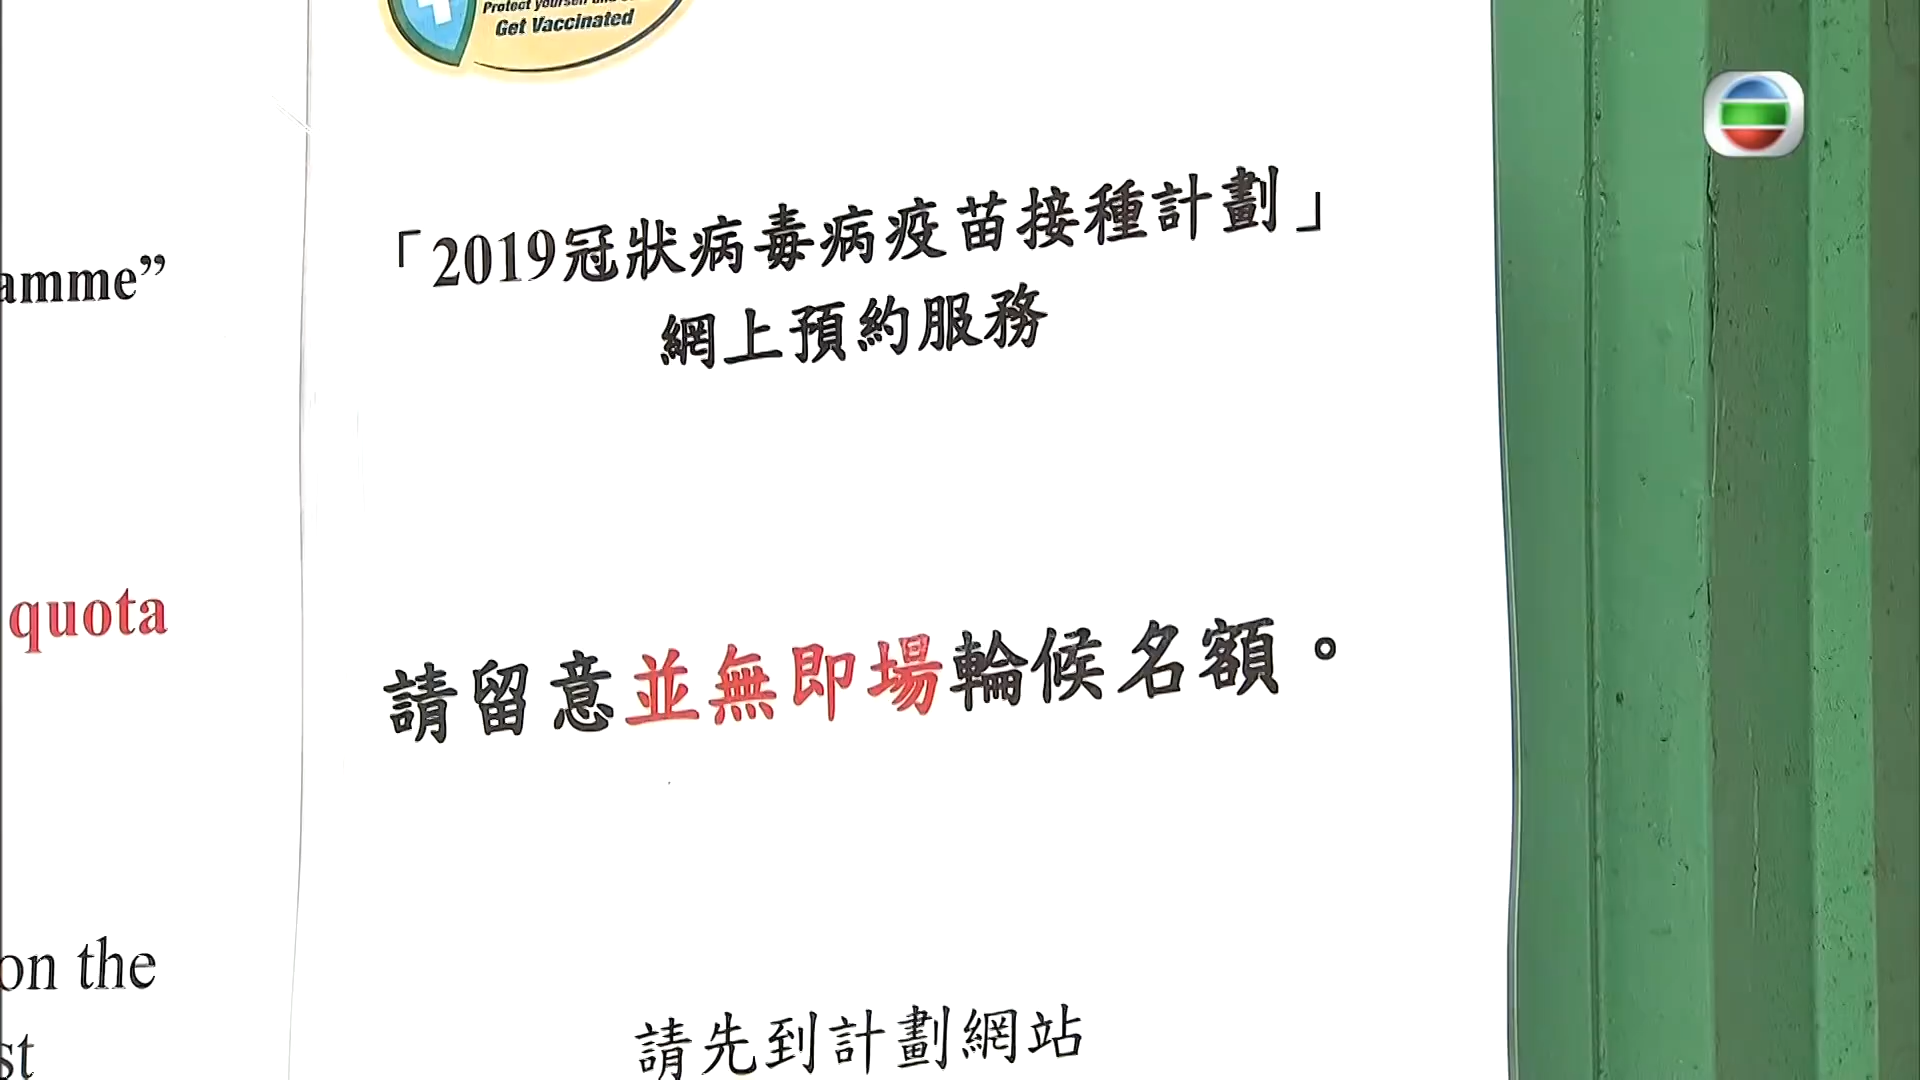 Get Vaccinated
amme”
quota
on the
st
「2019冠狀病毒病疫苗接種計劃」
網上預約服務
請留意並無即場輪候名額。
請先到計劃網站